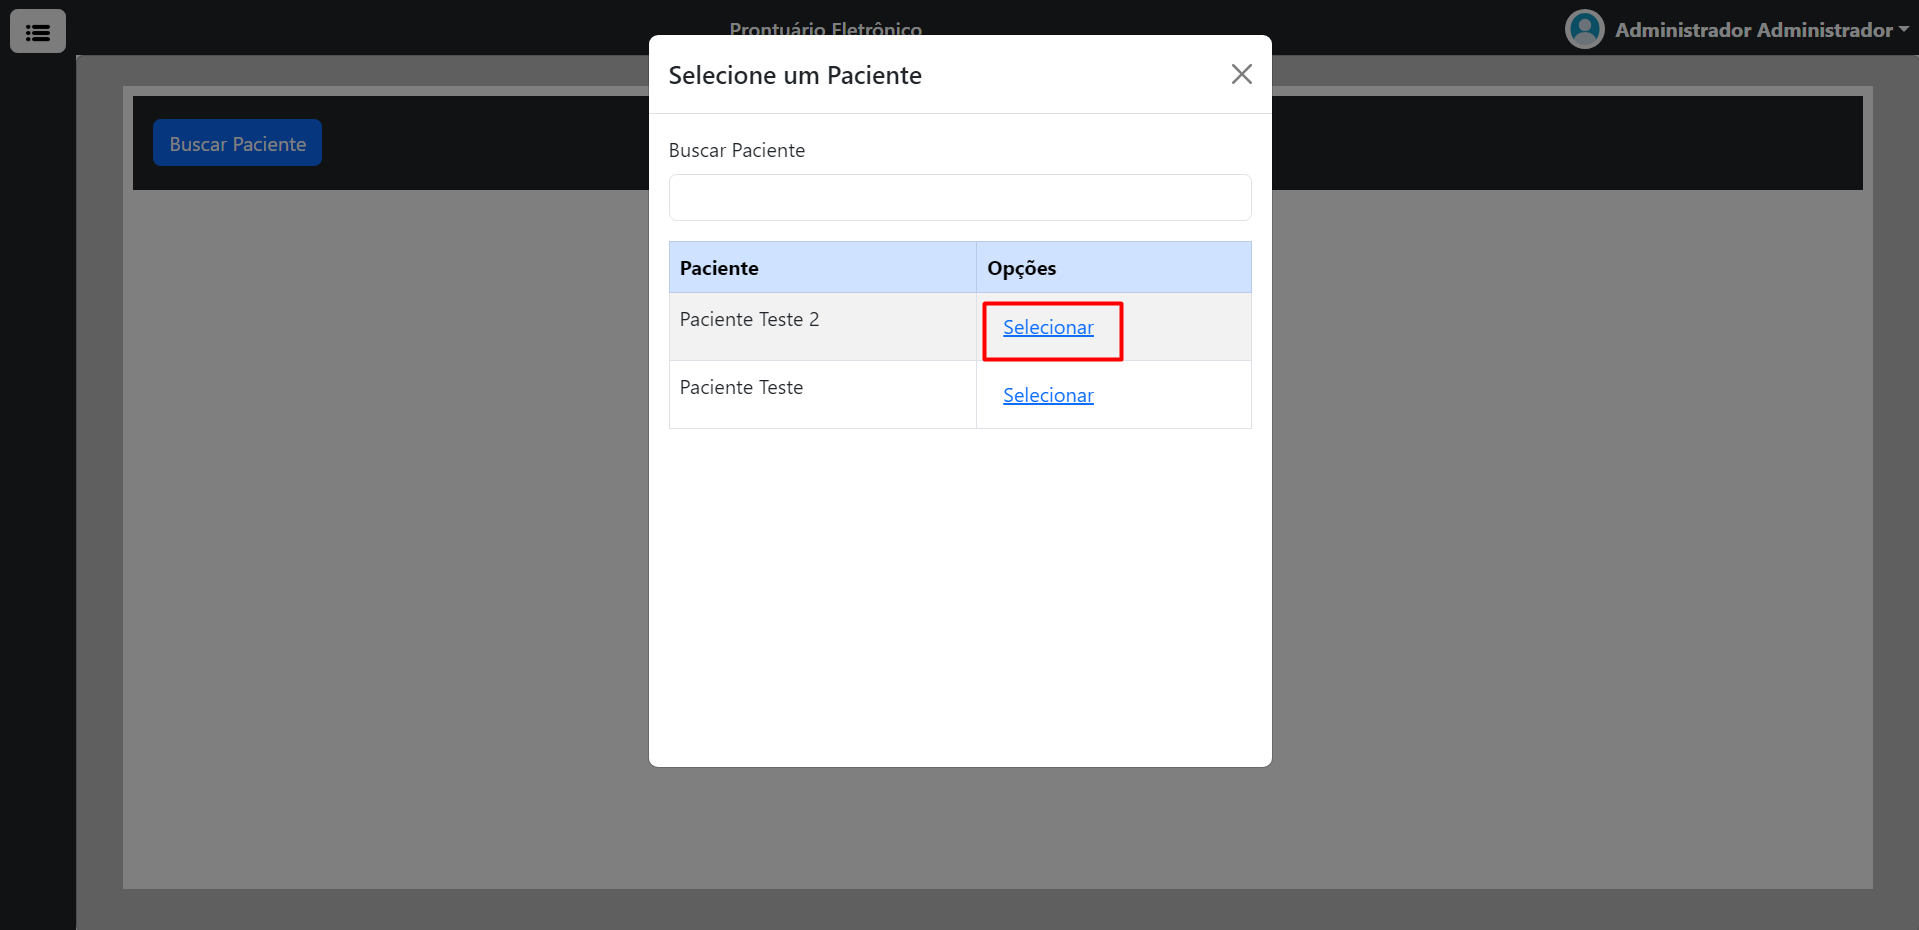 Prontuário Eletrônico
Administrador Administrador
Selecione um Paciente
Buscar Paciente
Buscar Paciente
Paciente Opções
Paciente Teste 2 Selecionar
Paciente Teste Selecionar